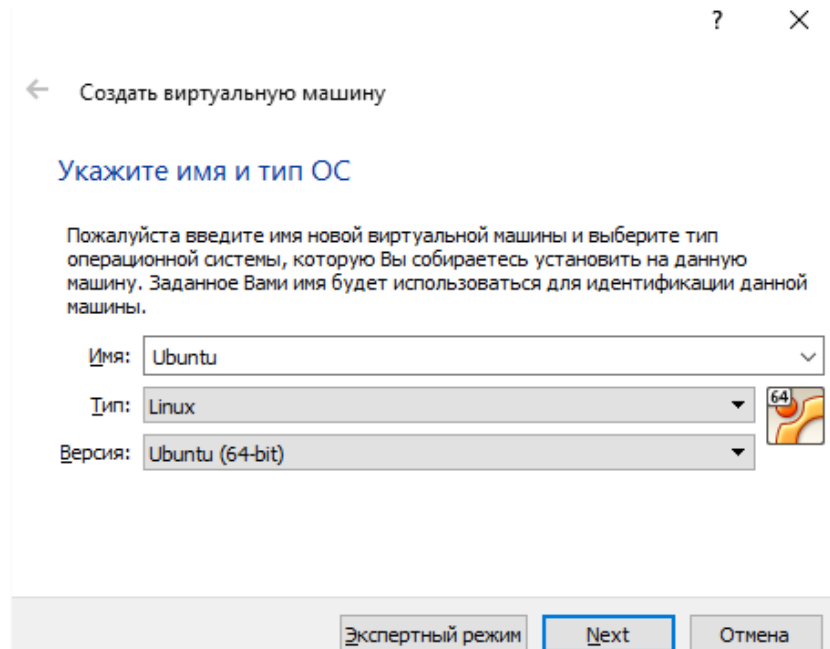 ?
Создать виртуальную машину
Укажите имя и тип ОС
Пожалуйста введите имя новой виртуальной машины и выберите тип
операционной системы, которую Вы собираетесь установить на данную
машину. Заданное Вами имя будет использоваться для идентификации данной
машины.
Имя: Ubuntu
Тип: Linux
64
Версия: Ubuntu (64-bit)
Экспертный режим Next Отмена